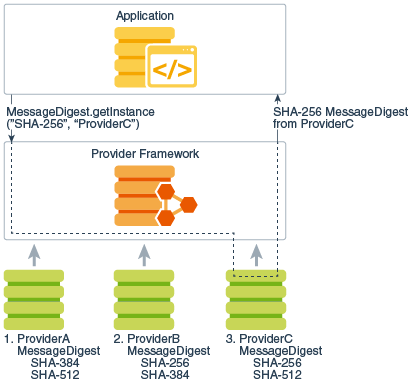 Application
</>
MessageDigest.getInstance
("SHA-256", “ProviderC”)
SHA-256 MessageDigest
from ProviderC
Provider Framework
1. ProviderA
MessageDigest
SHA-384
SHA-512
2. ProviderB
MessageDigest
SHA-256
SHA-384
3. ProviderC
MessageDigest
SHA-256
SHA-512